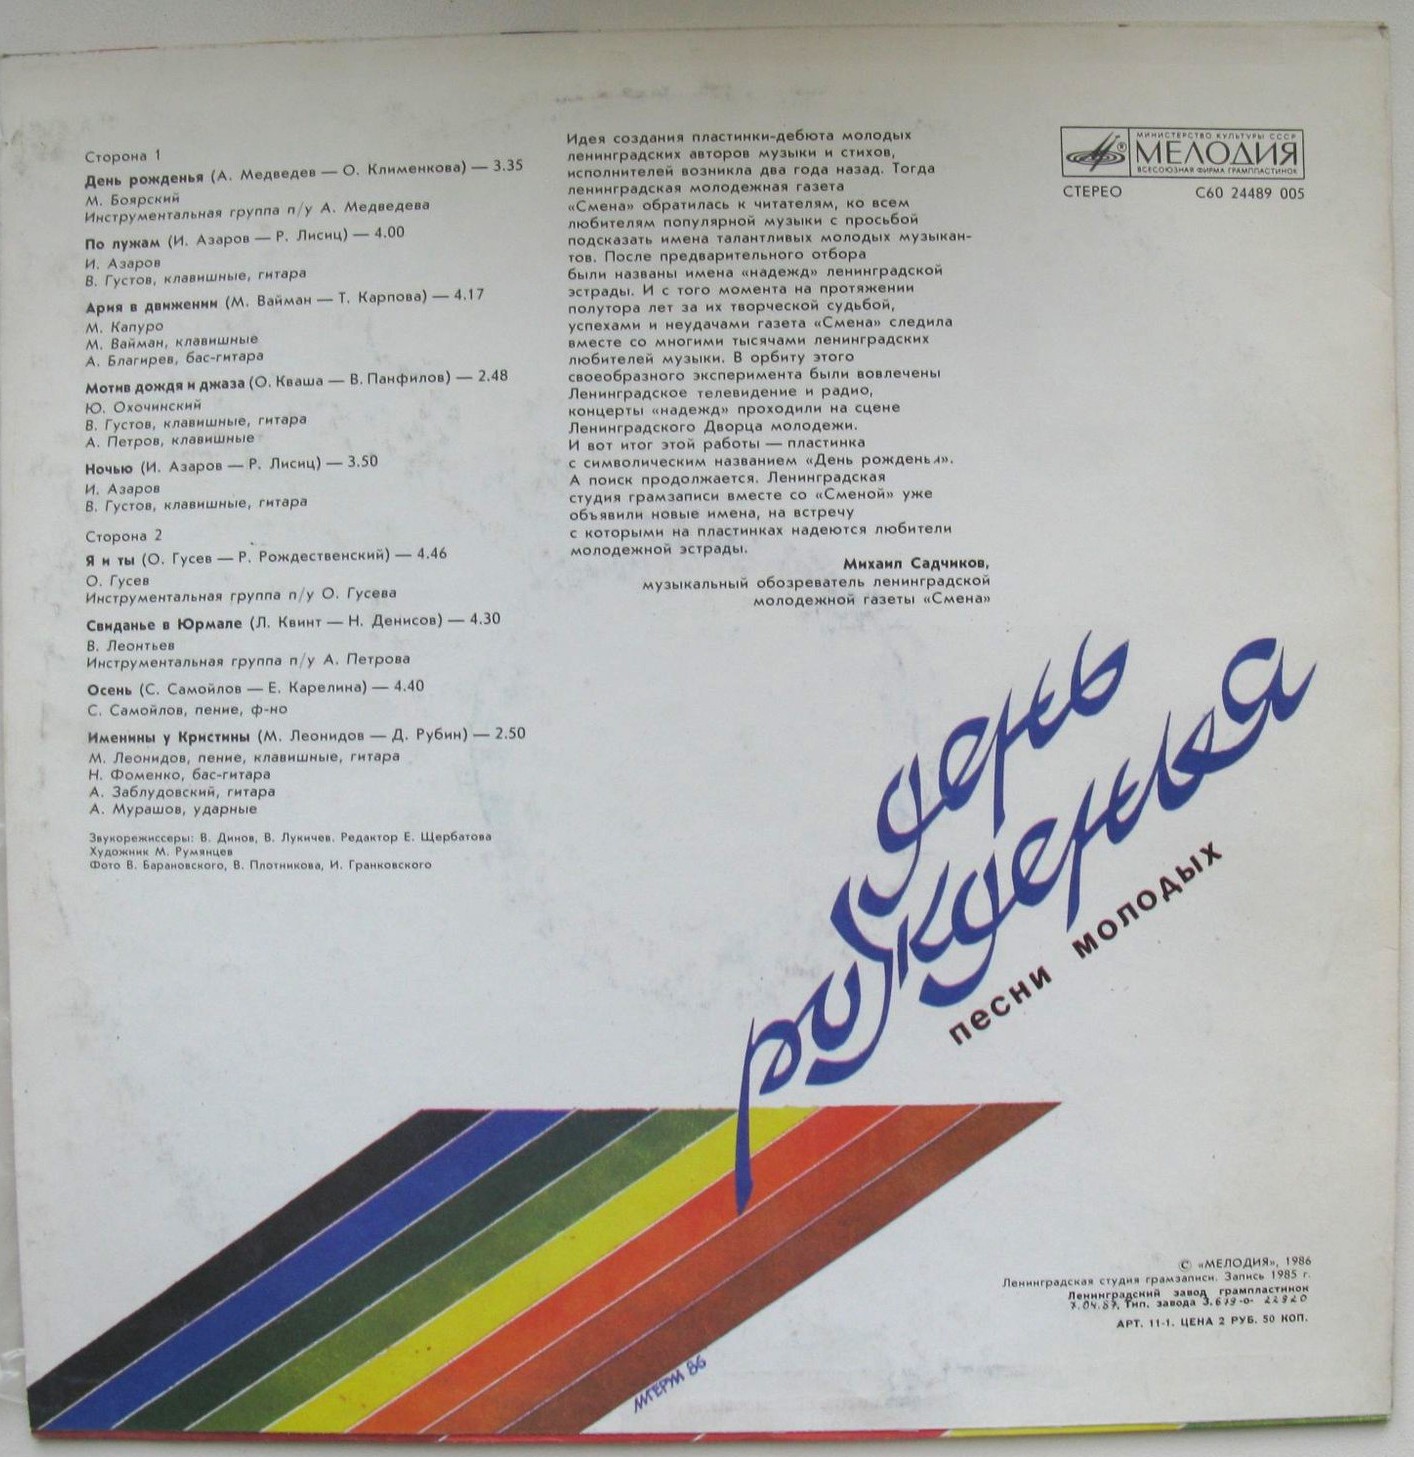 Сторона 1
День рожденья (А. Медведев — О. Клименкова) — 3.35
М. Боярский
Инструментальная группа п/у А. Медведева
По лужам (И. Азаров — Р. Лисиц) — 4.00
И. Азаров
В. Густов, клавишные, гитара
Ария в движении (М. Вайман — Т. Карпова) — 4.17
М. Капуро
М. Вайман, клавишные
А. Благирев, бас-гитара
Мотив дождя и джаза (О. Кваша — В. Панфилов) — 2.48
Ю. Охочинский
В. Густов, клавишные, гитара
А. Петров, клавишные
Ночью (И. Азаров — Р. Лисиц) — 3.50
И. Азаров
В. Густов, клавишные, гитара
Сторона 2
Я и ты (О. Гусев — Р. Рождественский) — 4.46
О. Гусев
Инструментальная группа п/у О. Гусева
Свиданье в Юрмале (Л. Квинт — Н. Денисов) — 4.30
В. Леонтьев
Инструментальная группа п/у А. Петрова
Осень (С. Самойлов — Е. Карелина) — 4.40
С. Самойлов, пение, ф-но
Именины у Кристины (М. Леонидов — Д. Рубин) — 2.50
М. Леонидов, пение, клавишные, гитара
Н. Фоменко, бас-гитара
А. Заблудовский, гитара
А. Мурашов, ударные
Звукорежиссеры: В. Динов, В. Лукичев. Редактор Е. Щербатова
Художник М. Румянцев
Фото В. Барановского, В. Плотникова, И. Гранковского
Идея создания пластинки-дебюта молодых
ленинградских авторов музыки и стихов,
исполнителей возникла два года назад. Тогда
ленинградская молодежная газета
«Смена» обратилась к читателям, ко всем
любителям популярной музыки с просьбой
подсказать имена талантливых молодых музыкан-
тов. После предварительного отбора
были названы имена «надежд» ленинградской
эстрады. И с того момента на протяжении
полутора лет за их творческой судьбой,
успехами и неудачами газета «Смена» следила
вместе со многими тысячами ленинградских
любителей музыки. В орбиту этого
своеобразного эксперимента были вовлечены
Ленинградское телевидение и радио,
концерты «надежд» проходили на сцене
Ленинградского Дворца молодежи.
И вот итог этой работы — пластинка
с символическим названием «День рожденья».
А поиск продолжается. Ленинградская
студия грамзаписи вместе со «Сменой» уже
объявили новые имена, на встречу
с которыми на пластинках надеются любители
молодежной эстрады.
Михаил Садчиков,
музыкальный обозреватель ленинградской
молодежной газеты «Смена»
МИНИСТЕРСТВО КУЛЬТУРЫ СССР
® МЕЛОДИЯ
ВСЕСОЮЗНАЯ ФИРМА ГРАМПЛАСТИНОК
СТЕРЕО С60 24489 005
день
рожденья
песни молодых
© «МЕЛОДИЯ», 1986
Ленинградская студия грамзаписи. Запись 1985 г.
Ленинградский завод грампластинок
7.04.87. Тип. завода З.679-0- 22920
АРТ. 11-1. ЦЕНА 2 РУБ. 50 КОП.